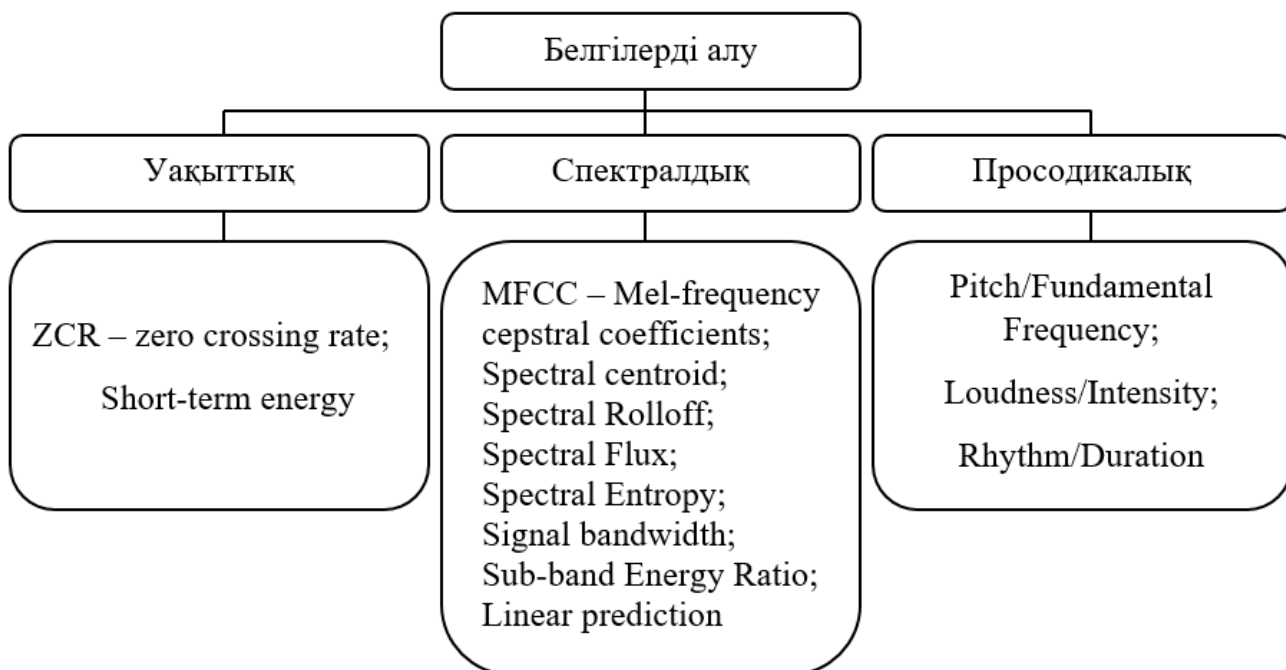 Белгілерді алу
Уақыттық
Спектралдық
Просодикалық
ZCR – zero crossing rate;
Short-term energy
MFCC – Mel-frequency
cepstral coefficients;
Spectral centroid;
Spectral Rolloff;
Spectral Flux;
Spectral Entropy;
Signal bandwidth;
Sub-band Energy Ratio;
Linear prediction
Pitch/Fundamental
Frequency;
Loudness/Intensity;
Rhythm/Duration